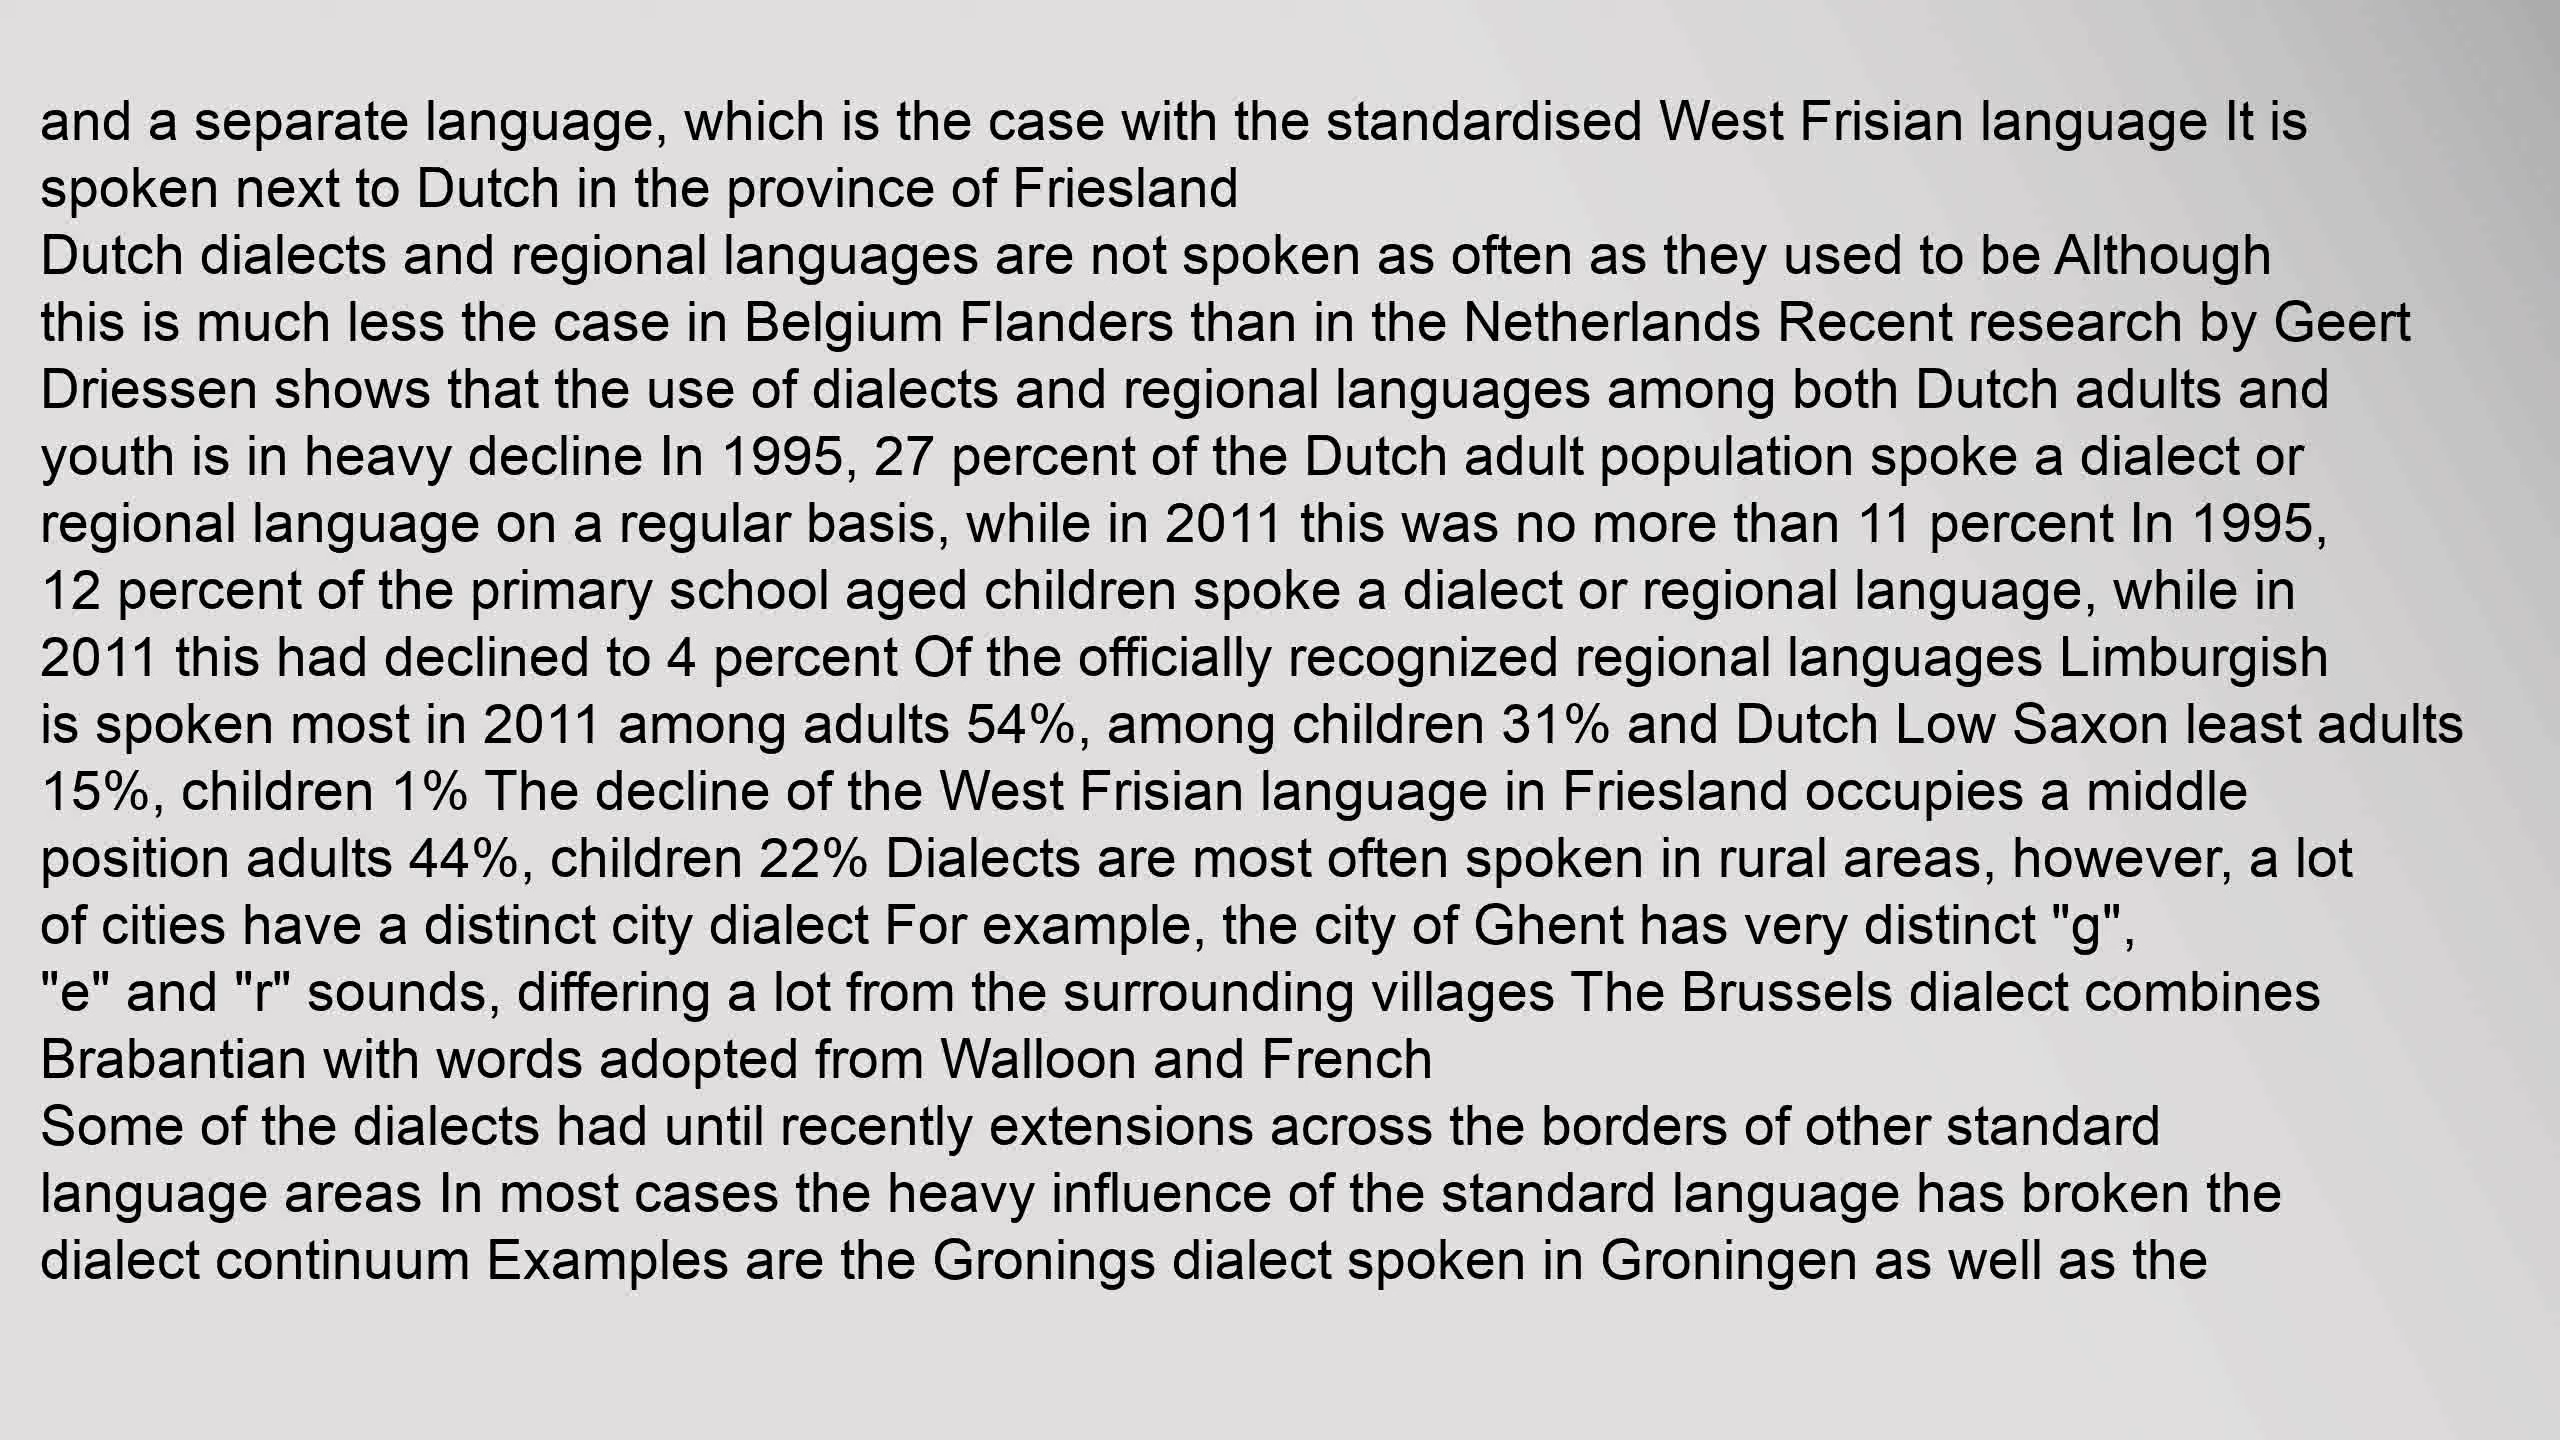 and a separate language, which is the case with the standardised West Frisian language It is
spoken next to Dutch in the province of Friesland
Dutch dialects and regional languages are not spoken as often as they used to be Although
this is much less the case in Belgium Flanders than in the Netherlands Recent research by Geert
Driessen shows that the use of dialects and regional languages among both Dutch adults and
youth is in heavy decline In 1995, 27 percent of the Dutch adult population spoke a dialect or
regional language on a regular basis, while in 2011 this was no more than 11 percent In 1995,
12 percent of the primary school aged children spoke a dialect or regional language, while in
2011 this had declined to 4 percent Of the officially recognized regional languages Limburgish
is spoken most in 2011 among adults 54%, among children 31% and Dutch Low Saxon least adults
15%, children 1% The decline of the West Frisian language in Friesland occupies a middle
position adults 44%, children 22% Dialects are most often spoken in rural areas, however, a lot
of cities have a distinct city dialect For example, the city of Ghent has very distinct "g",
"e" and "r" sounds, differing a lot from the surrounding villages The Brussels dialect combines
Brabantian with words adopted from Walloon and French
Some of the dialects had until recently extensions across the borders of other standard
language areas In most cases the heavy influence of the standard language has broken the
dialect continuum Examples are the Gronings dialect spoken in Groningen as well as the